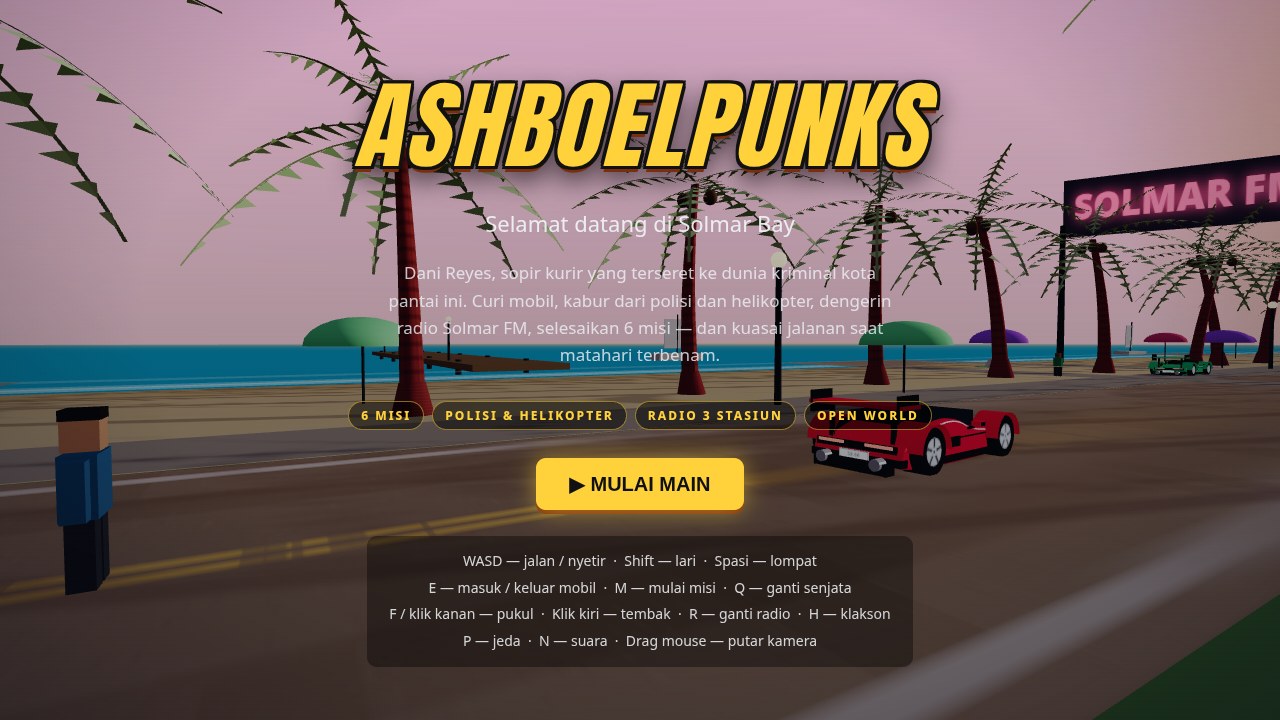 ASHBOELPUNKS
SOLMAR FM
Selamat datang di Solmar Bay
Dani Reyes, sopir kurir yang terseret ke dunia kriminal kota
pantai ini. Curi mobil, kabur dari polisi dan helikopter, dengerin
radio Solmar FM, selesaikan 6 misi — dan kuasai jalanan saat
matahari terbenam.
6 MISI
POLISI & HELIKOPTER
RADIO 3 STASIUN
OPEN WORLD
▶ MULAI MAIN
WASD — jalan / nyetir · Shift — lari · Spasi — lompat
E — masuk / keluar mobil · M — mulai misi · Q — ganti senjata
F / klik kanan — pukul · Klik kiri — tembak · R — ganti radio · H — klakson
P — jeda · N — suara · Drag mouse — putar kamera